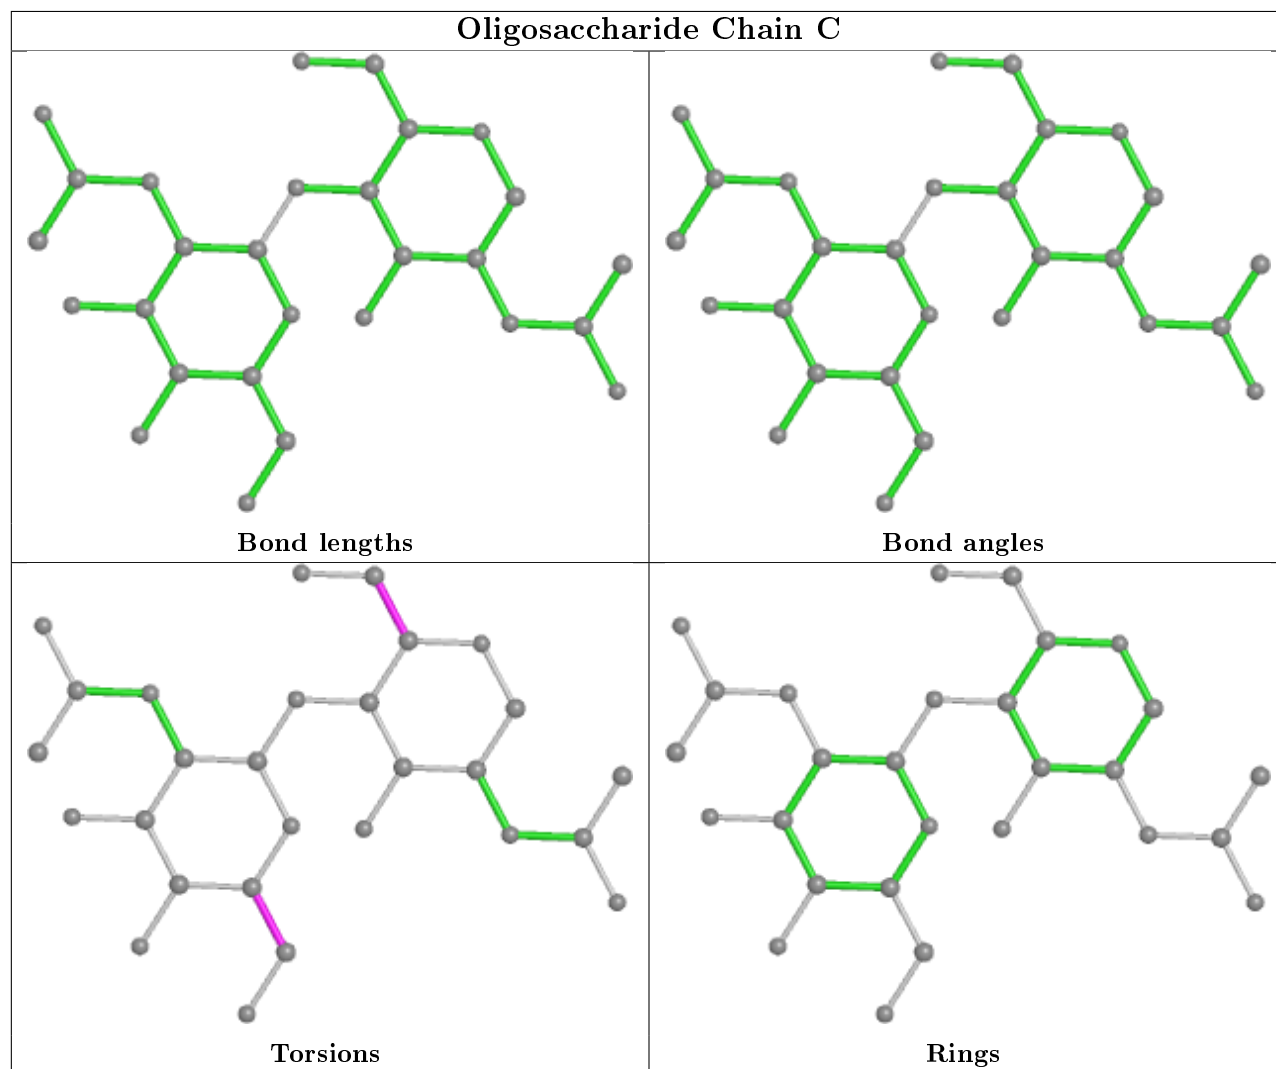 Oligosaccharide Chain C
Bond lengths
Bond angles
Torsions
Rings